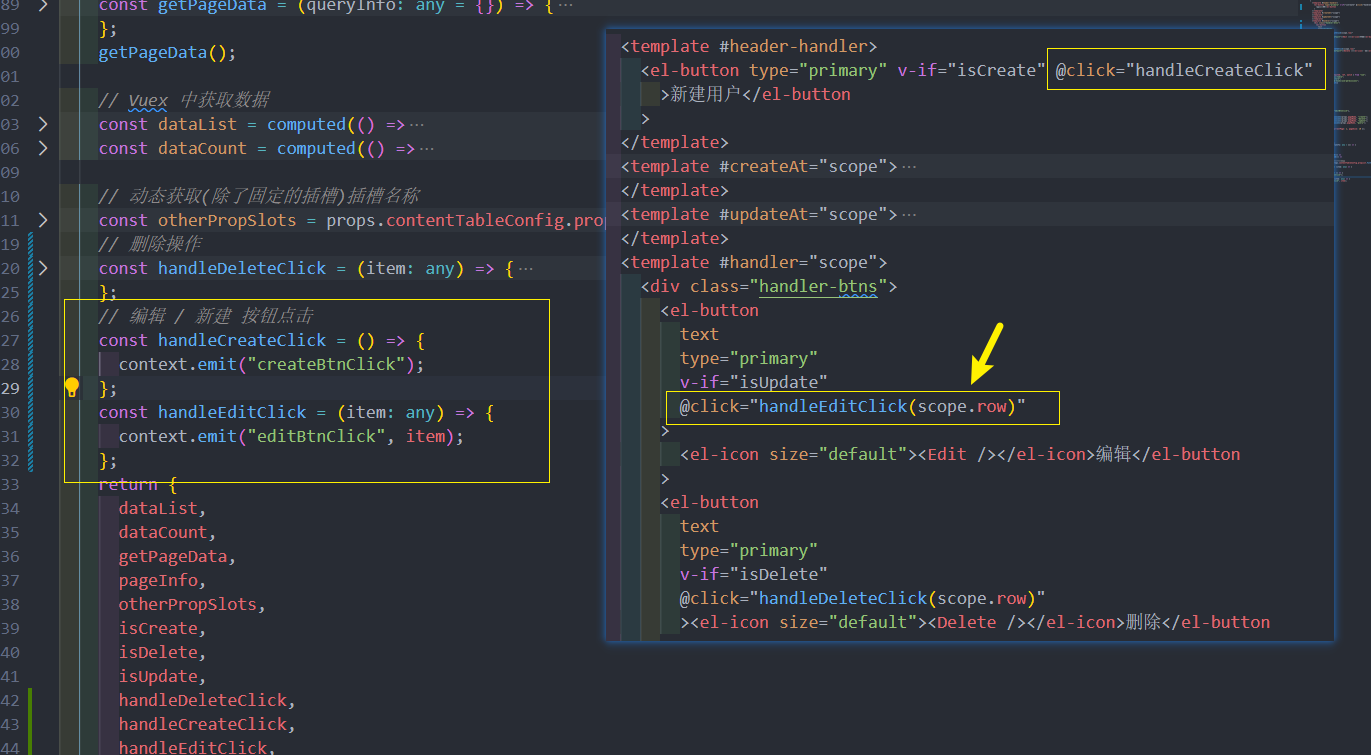 89 const getPageData = (queryInfo: any = {}) => {···
99 };
00 getPageData();
01
02 // Vuex 中获取数据
03 const dataList = computed(() =>···
06 const dataCount = computed(() =>···
09
10 // 动态获取(除了固定的插槽)插槽名称
11 const otherPropSlots = props.contentTableConfig.prop
19 // 删除操作
20 const handleDeleteClick = (item: any) => {···
25 };
26 // 编辑 / 新建 按钮点击
27 const handleCreateClick = () => {
28 context.emit("createBtnClick");
29 };
30 const handleEditClick = (item: any) => {
31 context.emit("editBtnClick", item);
32 };
33 return {
34 dataList,
35 dataCount,
36 getPageData,
37 pageInfo,
38 otherPropSlots,
39 isCreate,
40 isDelete,
41 isUpdate,
42 handleDeleteClick,
43 handleCreateClick,
44 handleEditClick,
<template #header-handler>
<el-button type="primary" v-if="isCreate" @click="handleCreateClick"
>新建用户</el-button
>
</template>
<template #createAt="scope">···
</template>
<template #updateAt="scope">···
</template>
<template #handler="scope">
<div class="handler-btns">
<el-button
text
type="primary"
v-if="isUpdate"
@click="handleEditClick(scope.row)"
>
<el-icon size="default"><Edit /></el-icon>编辑</el-button
>
<el-button
text
type="primary"
v-if="isDelete"
@click="handleDeleteClick(scope.row)"
><el-icon size="default"><Delete /></el-icon>删除</el-button